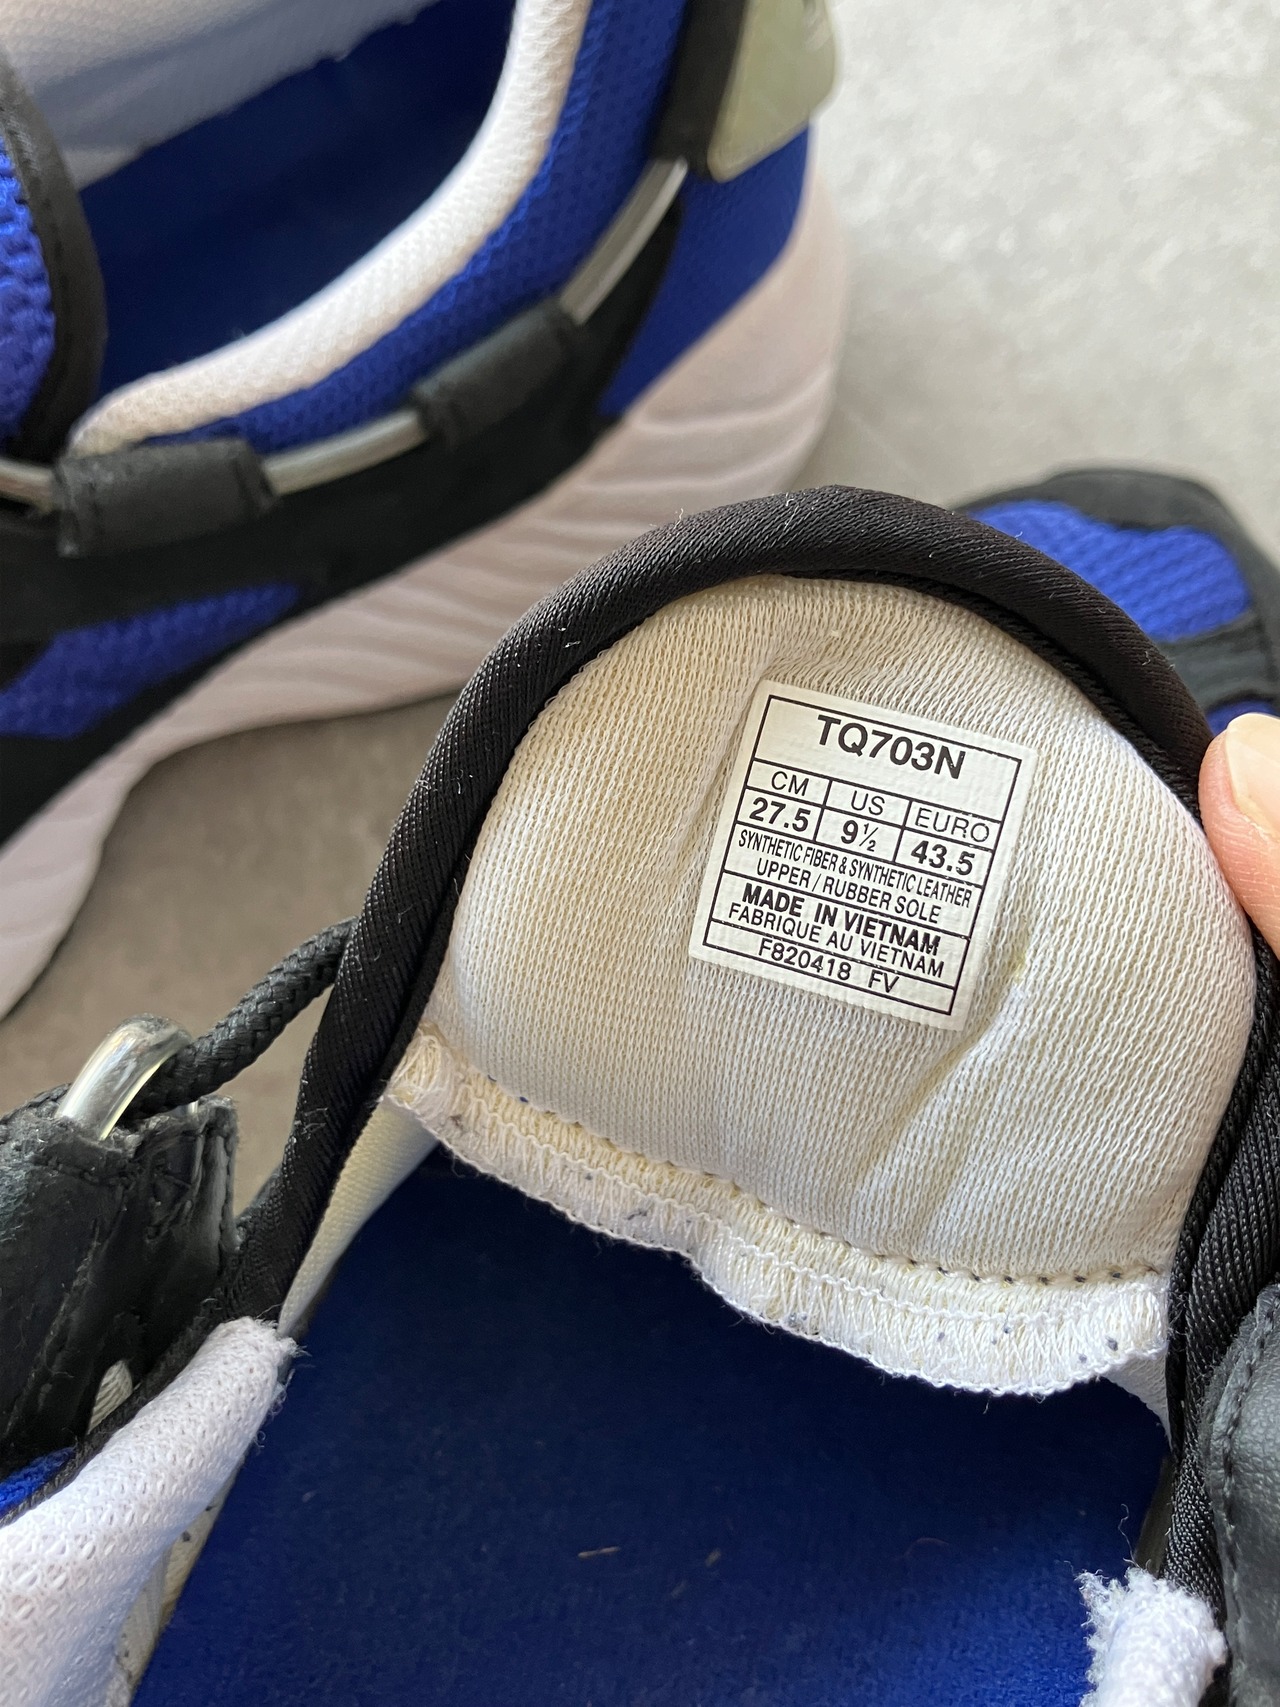 TQ703N
CM US EURO
27.5 9½ 43.5
SYNTHETIC FIBER & SYNTHETIC LEATHER
UPPER / RUBBER SOLE
MADE IN VIETNAM
FABRIQUE AU VIETNAM
F820418 FV